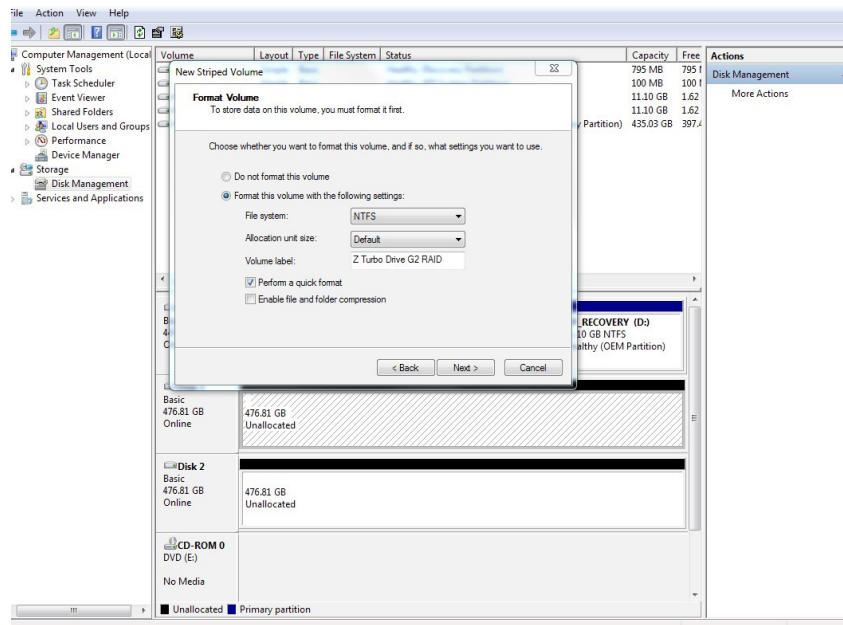 File Action View Help
Computer Management (Local
System Tools
Task Scheduler
Event Viewer
Shared Folders
Local Users and Groups
Performance
Device Manager
Storage
Disk Management
Services and Applications
Volume Layout Type File System Status Capacity Free
795 MB 795
100 MB 100
11.10 GB 1.62
11.10 GB 1.62
y Partition) 435.03 GB 397.4
Actions
Disk Management
More Actions
New Striped Volume
Format Volume
To store data on this volume, you must format it first.
Choose whether you want to format this volume, and if so, what settings you want to use.
Do not format this volume
Format this volume with the following settings:
File system: NTFS
Allocation unit size: Default
Volume label: Z Turbo Drive G2 RAID
Perform a quick format
Enable file and folder compression
< Back Next > Cancel
_RECOVERY (D:)
10 GB NTFS
althy (OEM Partition)
Basic
476.81 GB
Online
476.81 GB
Unallocated
Disk 2
Basic
476.81 GB
Online
476.81 GB
Unallocated
CD-ROM 0
DVD (E:)
No Media
Unallocated Primary partition